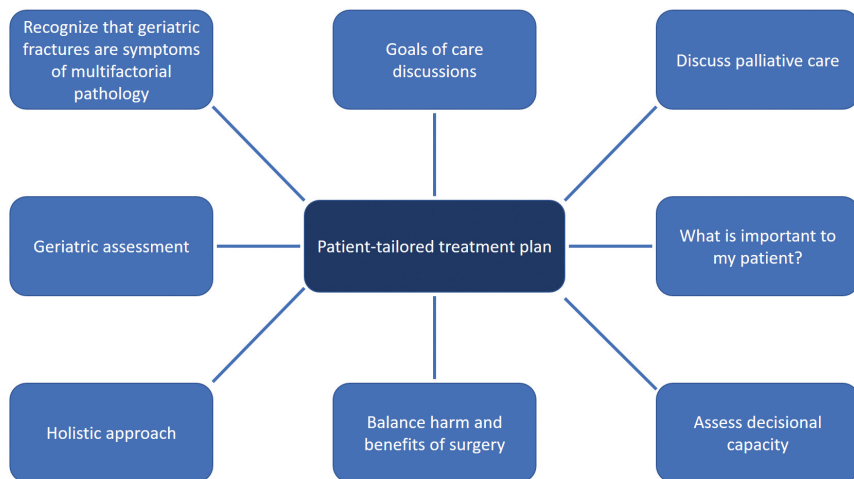 Recognize that geriatric
fractures are symptoms
of multifactorial
pathology
Goals of care
discussions
Discuss palliative care
Geriatric assessment
Patient-tailored treatment plan
What is important to
my patient?
Holistic approach
Balance harm and
benefits of surgery
Assess decisional
capacity